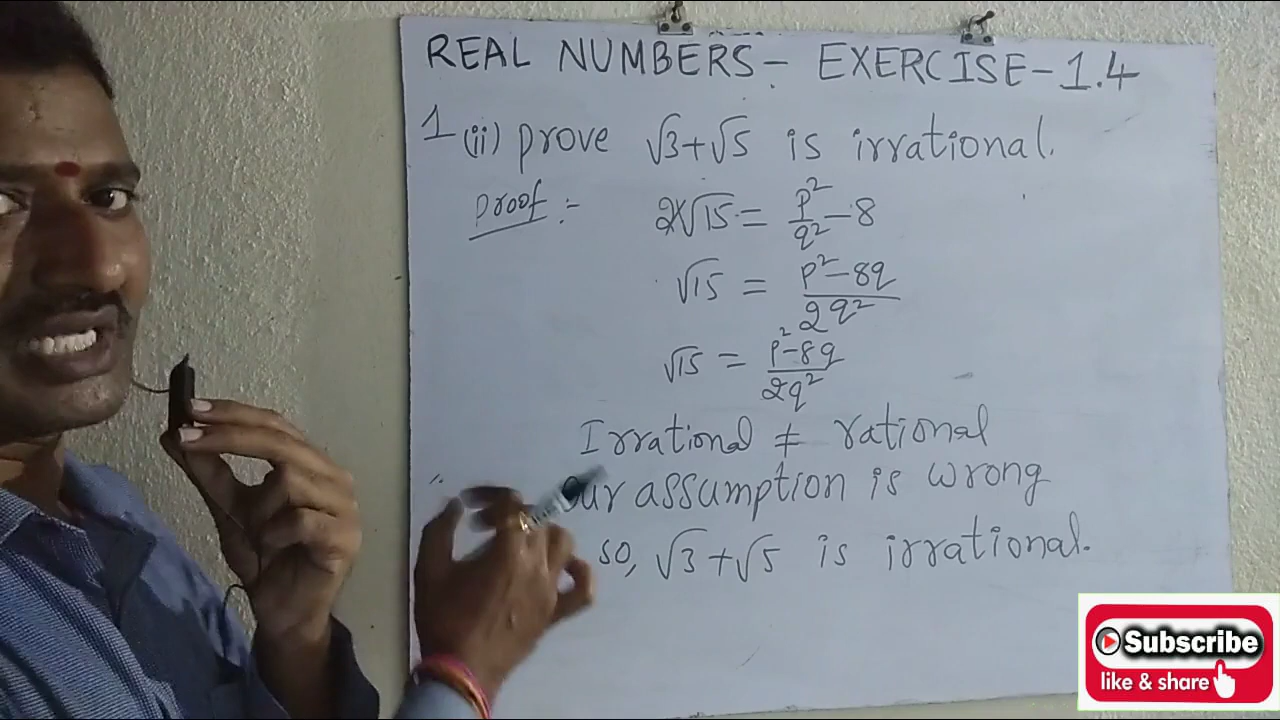 REAL NUMBERS - EXERCISE-1.4
1 (ii) prove √3+√5 is irrational.
Proof :- 2√15 = p²/q² - 8
√15 = p²-8q/2q²
√15 = p²-8q/2q²
Irrational ≠ rational
∴ our assumption is wrong
so, √3+√5 is irrational.
Subscribe
like & share